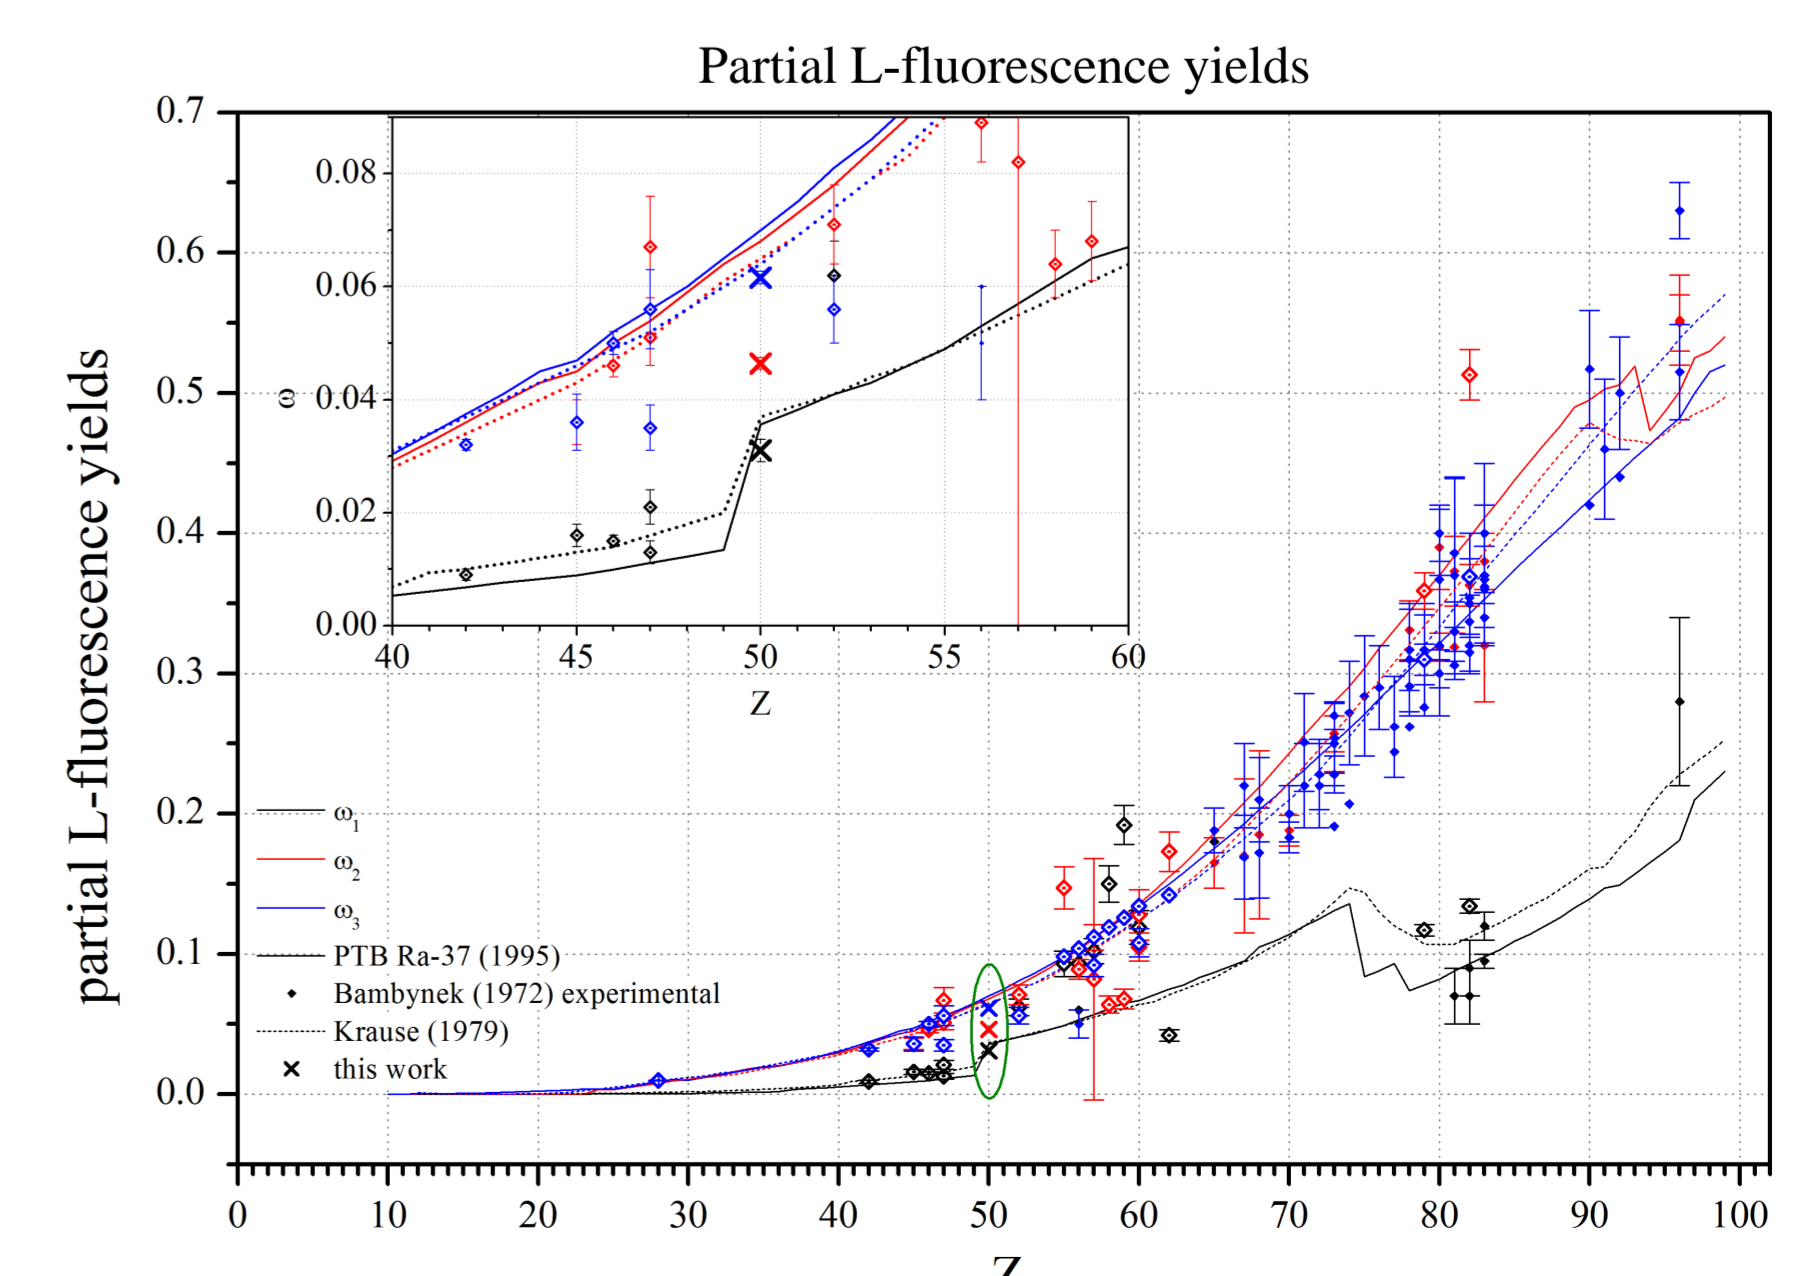 Partial L-fluorescence yields
partial L-fluorescence yields
0.7
0.6
0.5
0.4
0.3
0.2
0.1
0.0
0 10 20 30 40 50 60 70 80 90 100
Z
ω
0.08
0.06
0.04
0.02
0.00
40 45 50 55 60
Z
ω1
ω2
ω3
PTB Ra-37 (1995)
Bambynek (1972) experimental
Krause (1979)
this work